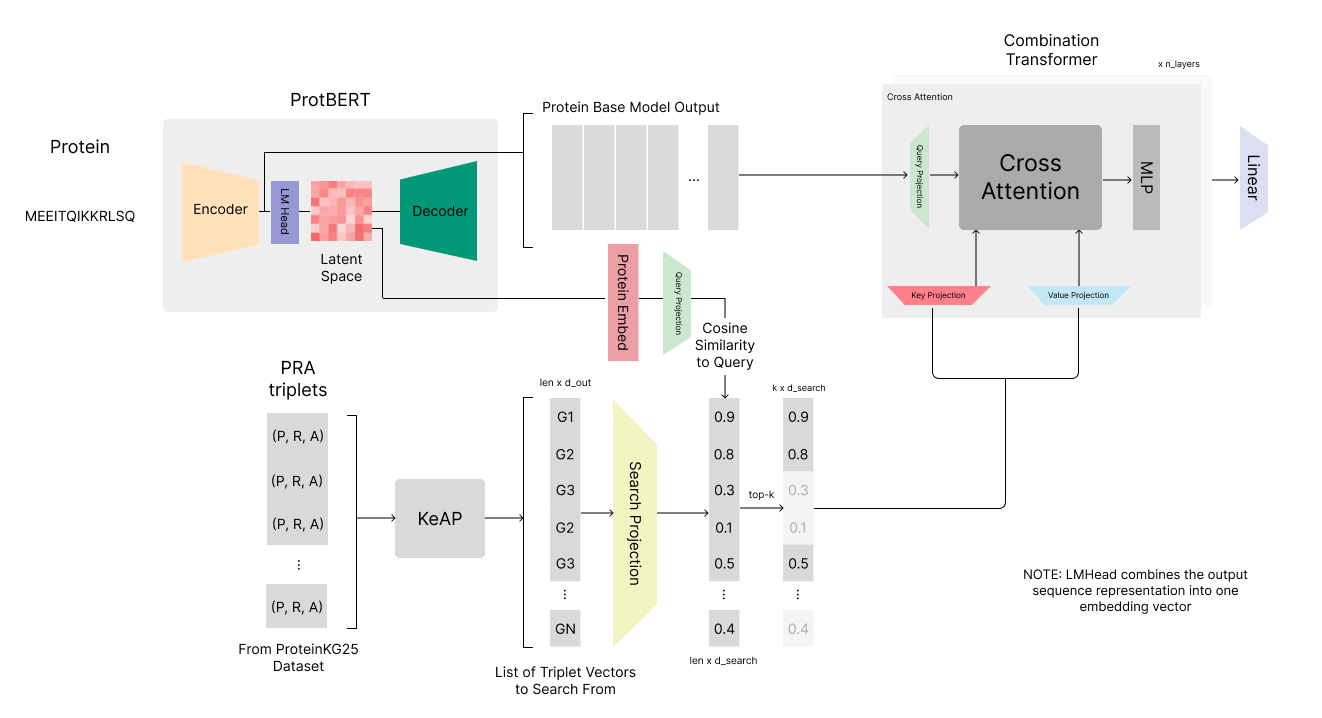 Combination
Transformer
x n_layers
Cross Attention
ProtBERT
Protein Base Model Output
Protein
MEEITQIKKRLSQ
Encoder
LM Head
Decoder
Latent
Space
...
Query Projection
Cross
Attention
MLP
Linear
Key Projection
Value Projection
Protein Embed
Query Projection
Cosine
Similarity
to Query
PRA
triplets
(P, R, A)
(P, R, A)
(P, R, A)
...
(P, R, A)
From ProteinKG25
Dataset
KeAP
len x d_out
G1
G2
G3
G2
G3
...
GN
List of Triplet Vectors
to Search From
Search Projection
0.9
0.8
0.3
0.1
0.5
...
0.4
len x d_search
top-k
k x d_search
0.9
0.8
0.3
0.1
0.5
...
0.4
NOTE: LMHead combines the output
sequence representation into one
embedding vector